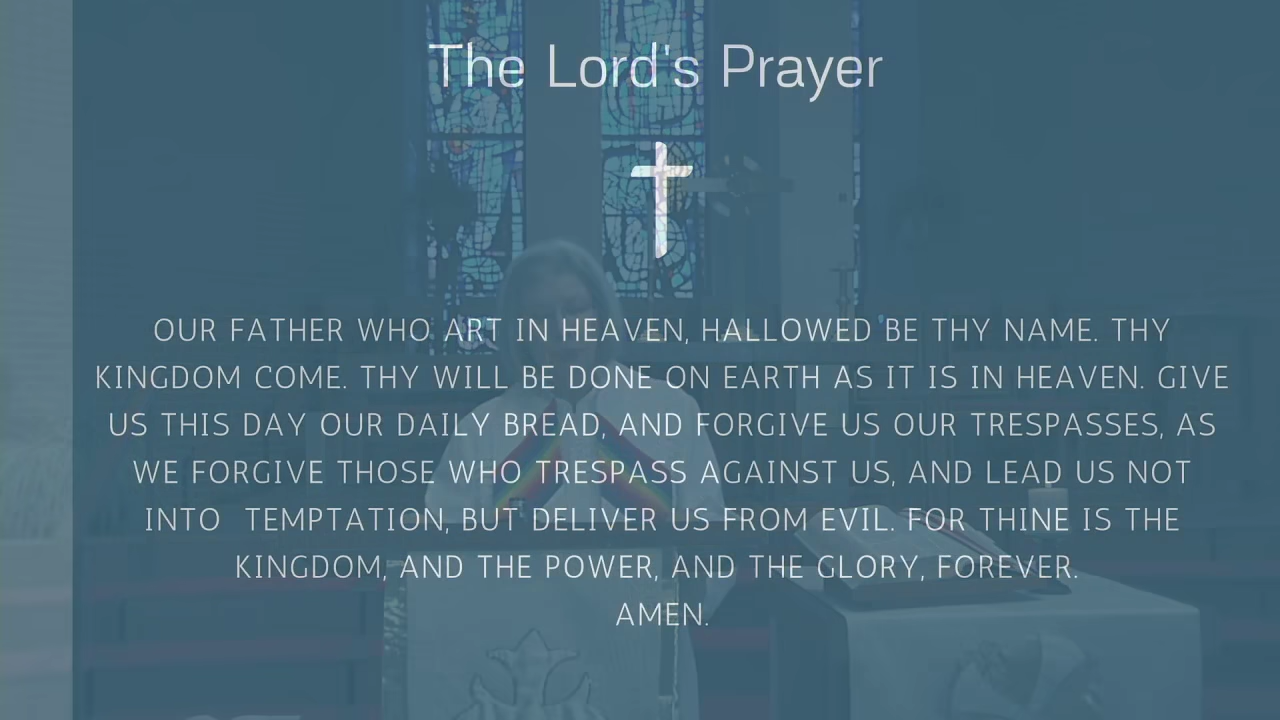 The Lord's Prayer
OUR FATHER WHO ART IN HEAVEN, HALLOWED BE THY NAME. THY
KINGDOM COME. THY WILL BE DONE ON EARTH AS IT IS IN HEAVEN. GIVE
US THIS DAY OUR DAILY BREAD, AND FORGIVE US OUR TRESPASSES, AS
WE FORGIVE THOSE WHO TRESPASS AGAINST US, AND LEAD US NOT
INTO  TEMPTATION, BUT DELIVER US FROM EVIL. FOR THINE IS THE
KINGDOM, AND THE POWER, AND THE GLORY, FOREVER.
AMEN.